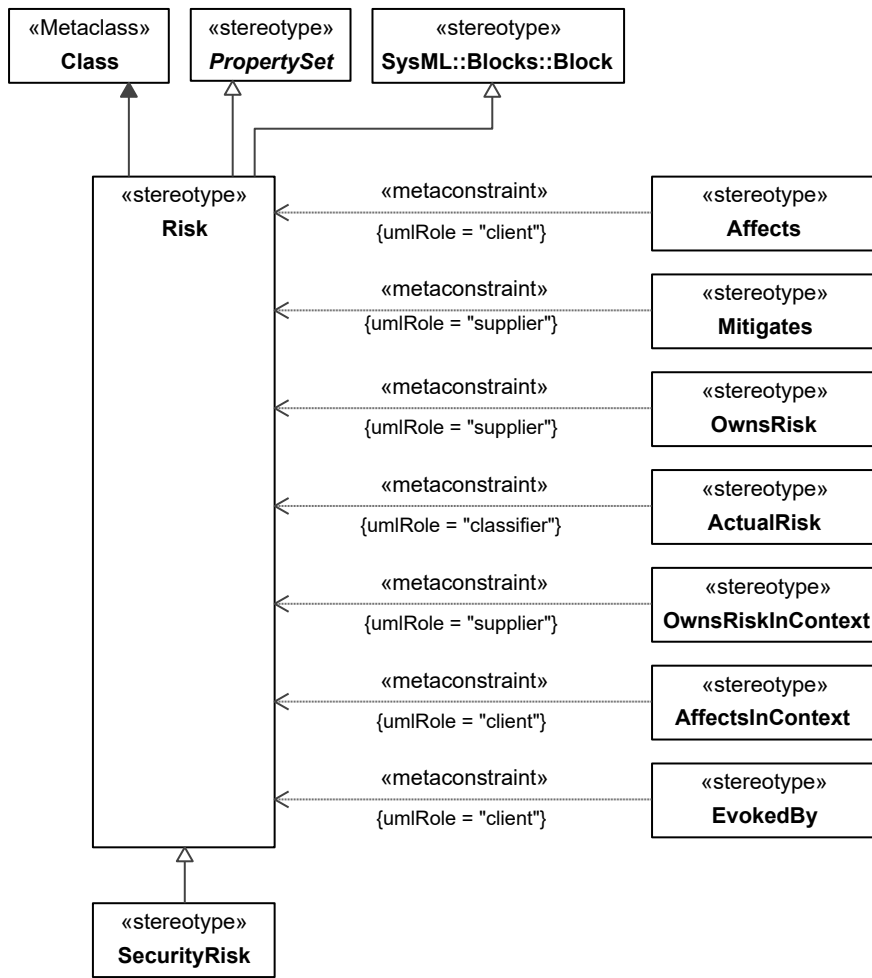 «Metaclass»
Class
«stereotype»
PropertySet
«stereotype»
SysML::Blocks::Block
«stereotype»
Risk
«metaconstraint»
{umlRole = "client"}
«stereotype»
Affects
«metaconstraint»
{umlRole = "supplier"}
«stereotype»
Mitigates
«metaconstraint»
{umlRole = "supplier"}
«stereotype»
OwnsRisk
«metaconstraint»
{umlRole = "classifier"}
«stereotype»
ActualRisk
«metaconstraint»
{umlRole = "supplier"}
«stereotype»
OwnsRiskInContext
«metaconstraint»
{umlRole = "client"}
«stereotype»
AffectsInContext
«metaconstraint»
{umlRole = "client"}
«stereotype»
EvokedBy
«stereotype»
SecurityRisk